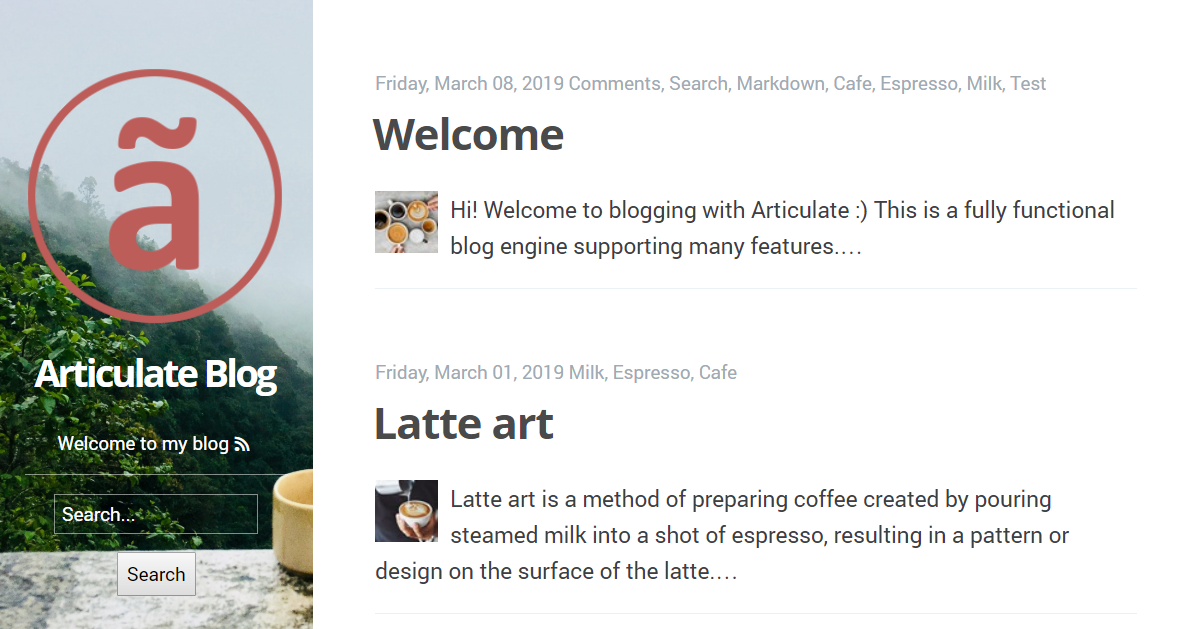 ã
Articulate Blog
Welcome to my blog
Search...
Search
Friday, March 08, 2019 Comments, Search, Markdown, Cafe, Espresso, Milk, Test
Welcome
Hi! Welcome to blogging with Articulate :) This is a fully functional
blog engine supporting many features.…
Friday, March 01, 2019 Milk, Espresso, Cafe
Latte art
Latte art is a method of preparing coffee created by pouring
steamed milk into a shot of espresso, resulting in a pattern or
design on the surface of the latte.…